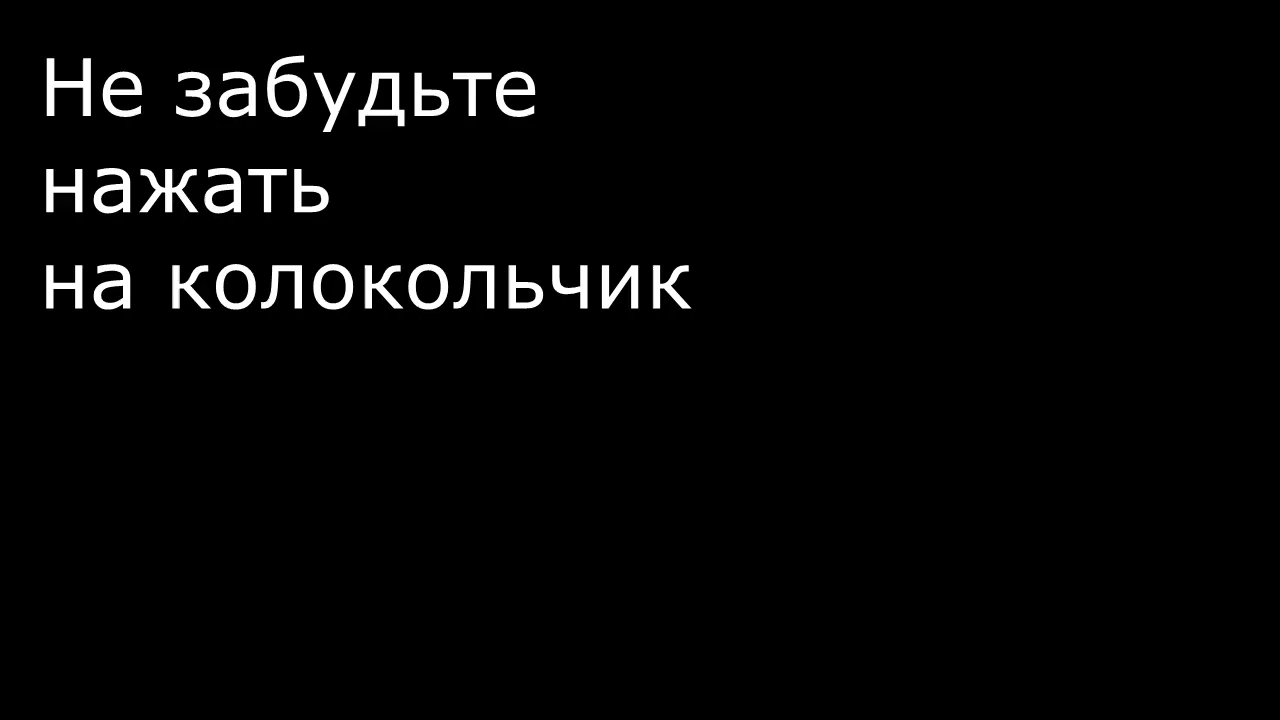 Не забудьте
нажать
на колокольчик